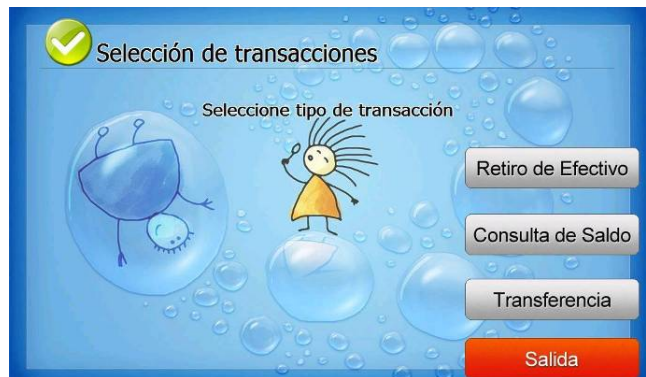 Selección de transacciones
Seleccione tipo de transacción
Retiro de Efectivo
Consulta de Saldo
Transferencia
Salida